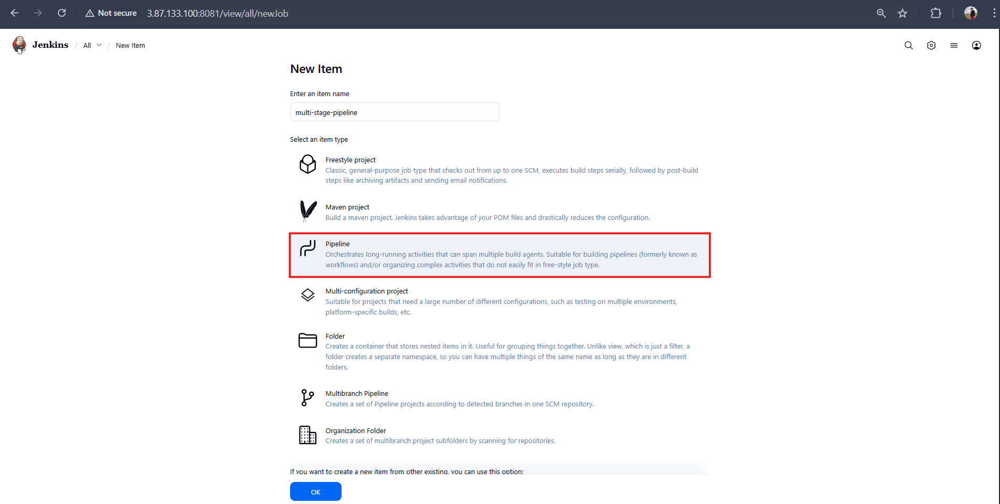 Not secure 3.87.133.100:8081/view/all/newJob
Jenkins / All / New Item
New Item
Enter an item name
multi-stage-pipeline
Select an item type
Freestyle project
Classic, general-purpose job type that checks out from up to one SCM, executes build steps serially, followed by post-build
steps like archiving artifacts and sending email notifications.
Maven project
Build a maven project. Jenkins takes advantage of your POM files and drastically reduces the configuration.
Pipeline
Orchestrates long-running activities that can span multiple build agents. Suitable for building pipelines (formerly known as
workflows) and/or organizing complex activities that do not easily fit in free-style job type.
Multi-configuration project
Suitable for projects that need a large number of different configurations, such as testing on multiple environments,
platform-specific builds, etc.
Folder
Creates a container that stores nested items in it. Useful for grouping things together. Unlike view, which is just a filter, a
folder creates a separate namespace, so you can have multiple things of the same name as long as they are in different
folders.
Multibranch Pipeline
Creates a set of Pipeline projects according to detected branches in one SCM repository.
Organization Folder
Creates a set of multibranch project subfolders by scanning for repositories.
If you want to create a new item from other existing, you can use this option:
OK